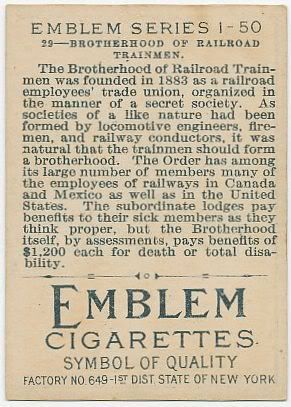 EMBLEM SERIES 1-50
29—BROTHERHOOD OF RAILROAD
TRAINMEN.
The Brotherhood of Railroad Train-
men was founded in 1883 as a railroad
employees' trade union, organized in
the manner of a secret society. As
societies of a like nature had been
formed by locomotive engineers, fire-
men, and railway conductors, it was
natural that the trainmen should form
a brotherhood. The Order has among
its large number of members many of
the employees of railways in Canada
and Mexico as well as in the United
States. The subordinate lodges pay
benefits to their sick members as they
think proper, but the Brotherhood
itself, by assessments, pays benefits of
$1,200 each for death or total disa-
bility.
EMBLEM
CIGARETTES
SYMBOL OF QUALITY
FACTORY NO. 649-1ST DIST STATE OF NEW YORK